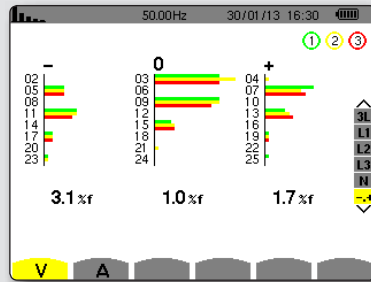 50.00Hz 30/01/13 16:30
1 2 3
- 0 +
02 03 04
05 06 07
08 09 10
11 12 13
14 15 16
17 18 19
20 21 22
23 24 25
3.1 %f 1.0 %f 1.7 %f
3L
L1
L2
L3
N
-.+
V A